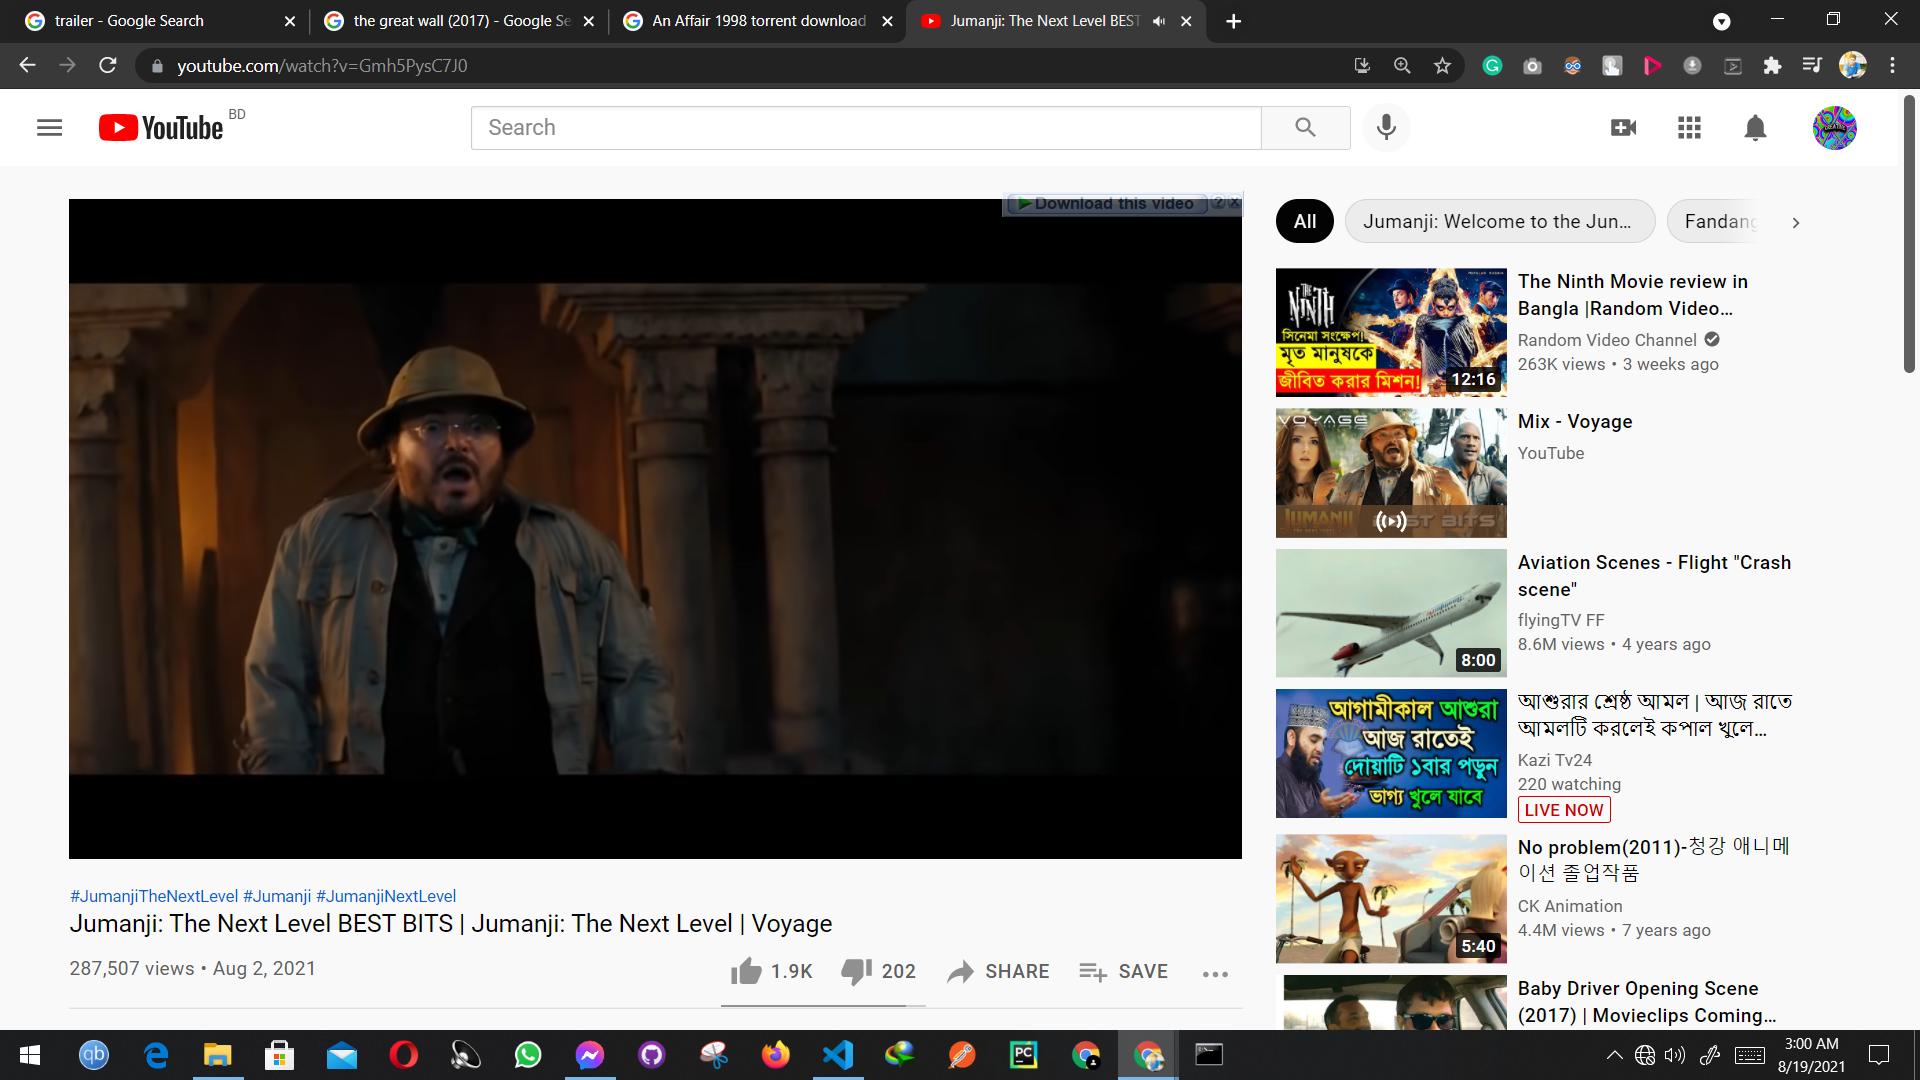 trailer - Google Search
the great wall (2017) - Google Se
An Affair 1998 torrent download
Jumanji: The Next Level BEST
youtube.com/watch?v=Gmh5PysC7J0
YouTube BD
Search
Download this video
All
Jumanji: Welcome to the Jun...
Fandang
THE NINTH
সিনেমা সংক্ষেপ!
মৃত মানুষকে
জীবিত করার মিশন!
12:16
The Ninth Movie review in
Bangla |Random Video...
Random Video Channel
263K views • 3 weeks ago
VOYAGE
JUMANJI BEST BITS
Mix - Voyage
YouTube
8:00
Aviation Scenes - Flight "Crash
scene"
flyingTV FF
8.6M views • 4 years ago
আগামীকাল আশুরা
আজ রাতেই
দোয়াটি ১বার পড়ুন
ভাগ্য খুলে যাবে
আশুরার শ্রেষ্ঠ আমল | আজ রাতে
আমলটি করলেই কপাল খুলে...
Kazi Tv24
220 watching
LIVE NOW
5:40
No problem(2011)-청강 애니메
이션 졸업작품
CK Animation
4.4M views • 7 years ago
Baby Driver Opening Scene
(2017) | Movieclips Coming...
#JumanjiTheNextLevel #Jumanji #JumanjiNextLevel
Jumanji: The Next Level BEST BITS | Jumanji: The Next Level | Voyage
287,507 views • Aug 2, 2021
1.9K
202
SHARE
SAVE
qb
PC
3:00 AM
8/19/2021